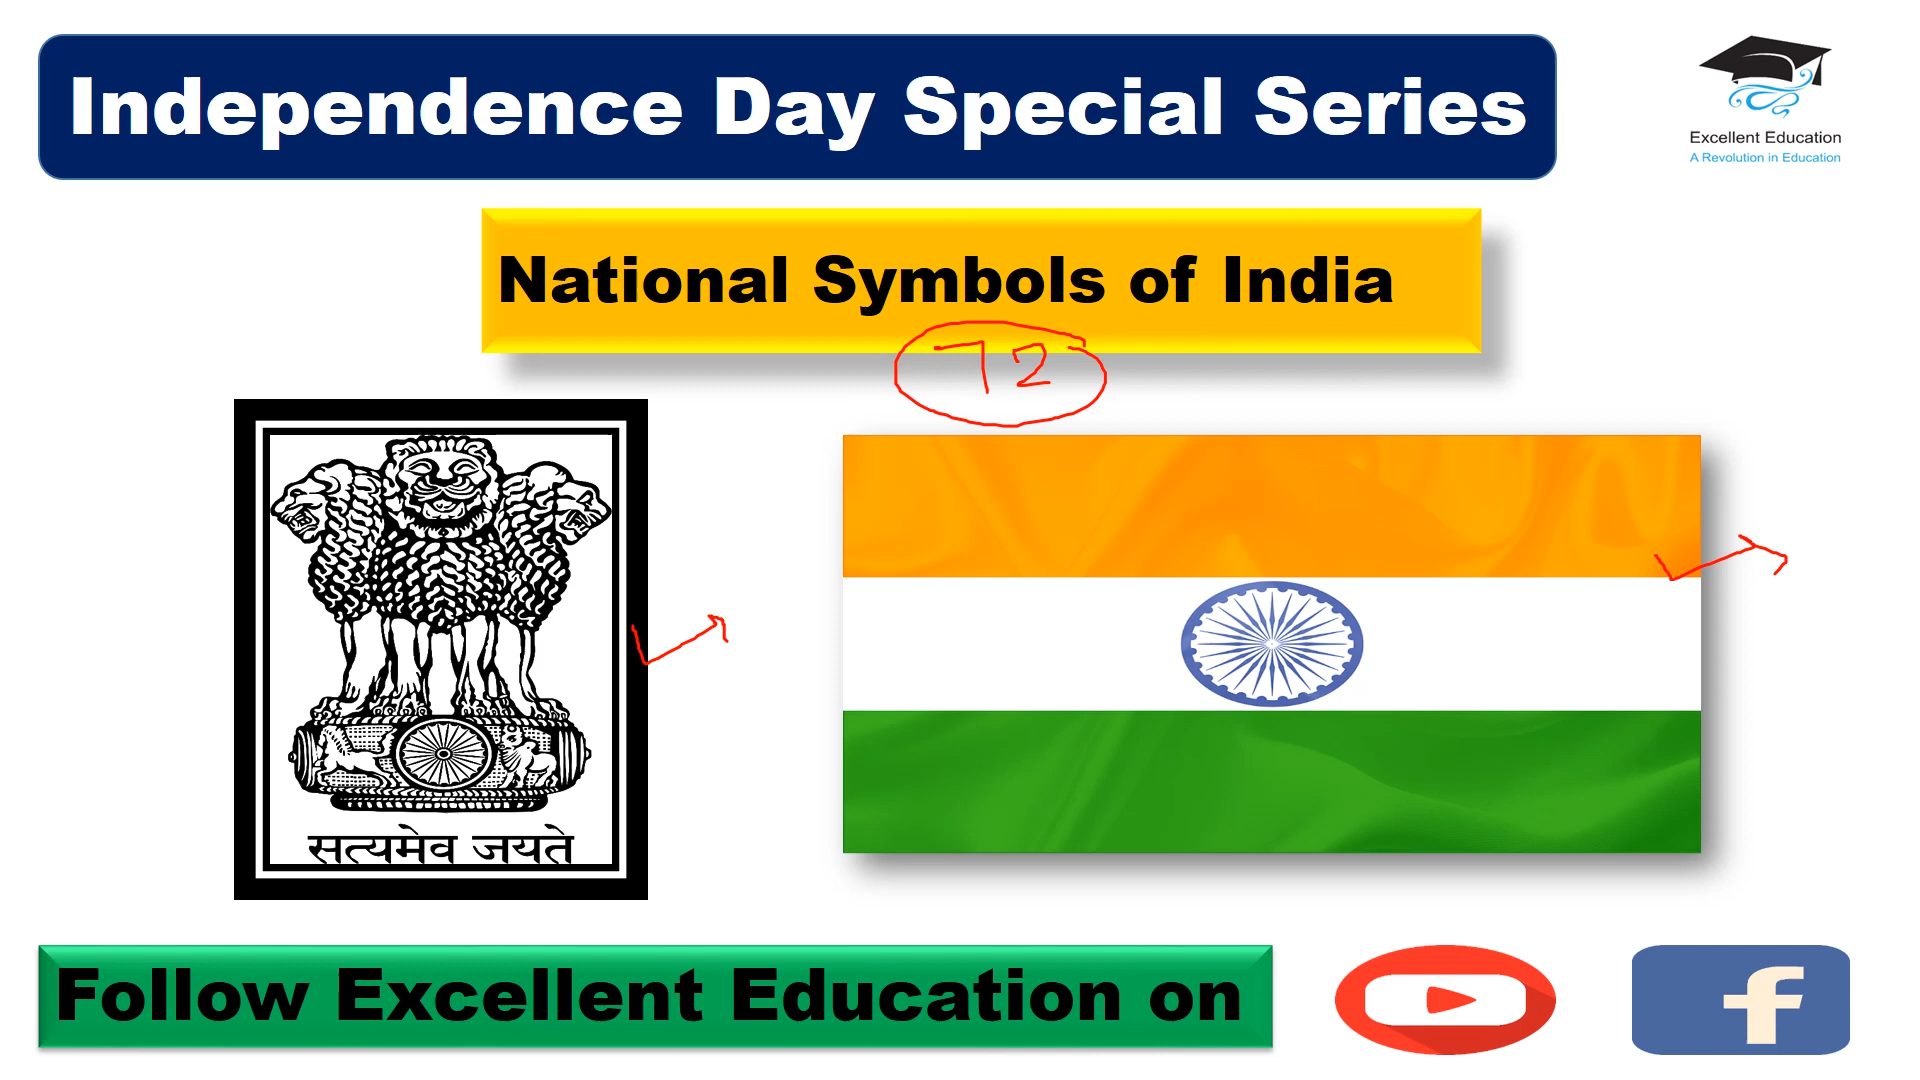 Independence Day Special Series
Excellent Education
A Revolution in Education
National Symbols of India
72
सत्यमेव जयते
Follow Excellent Education on
f